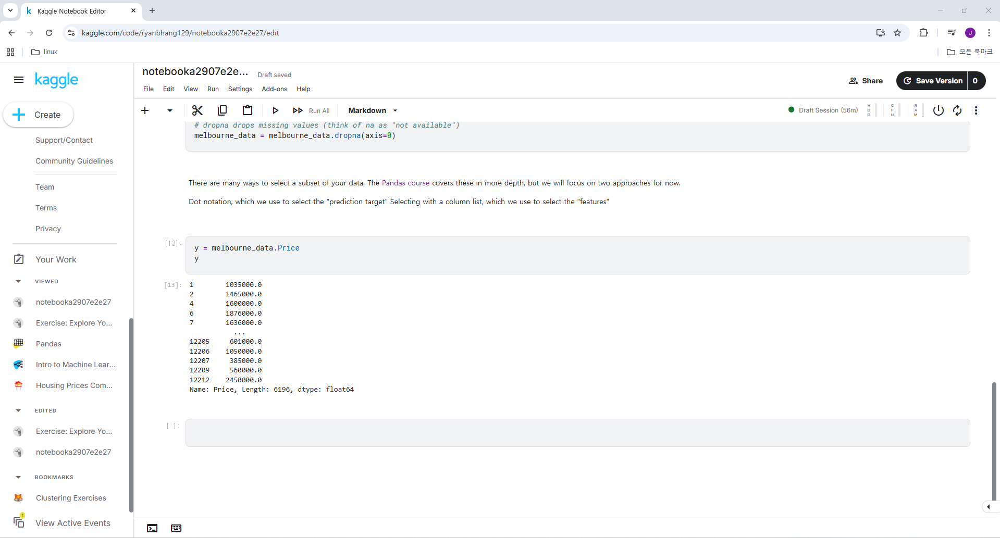 Kaggle Notebook Editor
kaggle.com/code/ryanbhang129/notebooka2907e2e27/edit
J
linux
모든 북마크
kaggle
Create
Support/Contact
Community Guidelines
Team
Terms
Privacy
Your Work
VIEWED
notebooka2907e2e27
Exercise: Explore Yo...
Pandas
Intro to Machine Lear...
Housing Prices Com...
EDITED
Exercise: Explore Yo...
notebooka2907e2e27
BOOKMARKS
Clustering Exercises
1
View Active Events
notebooka2907e2e...
Draft saved
File Edit View Run Settings Add-ons Help
Share
Save Version 0
Run All
Markdown
Draft Session (56m)
HDD
CPU
RAM
# dropna drops missing values (think of na as "not available")
melbourne_data = melbourne_data.dropna(axis=0)
There are many ways to select a subset of your data. The Pandas course covers these in more depth, but we will focus on two approaches for now.
Dot notation, which we use to select the "prediction target" Selecting with a column list, which we use to select the "features"
[13]:
y = melbourne_data.Price
y
[13]:
1 1035000.0
2 1465000.0
4 1600000.0
6 1876000.0
7 1636000.0
...
12205 601000.0
12206 1050000.0
12207 385000.0
12209 560000.0
12212 2450000.0
Name: Price, Length: 6196, dtype: float64
[ ]: